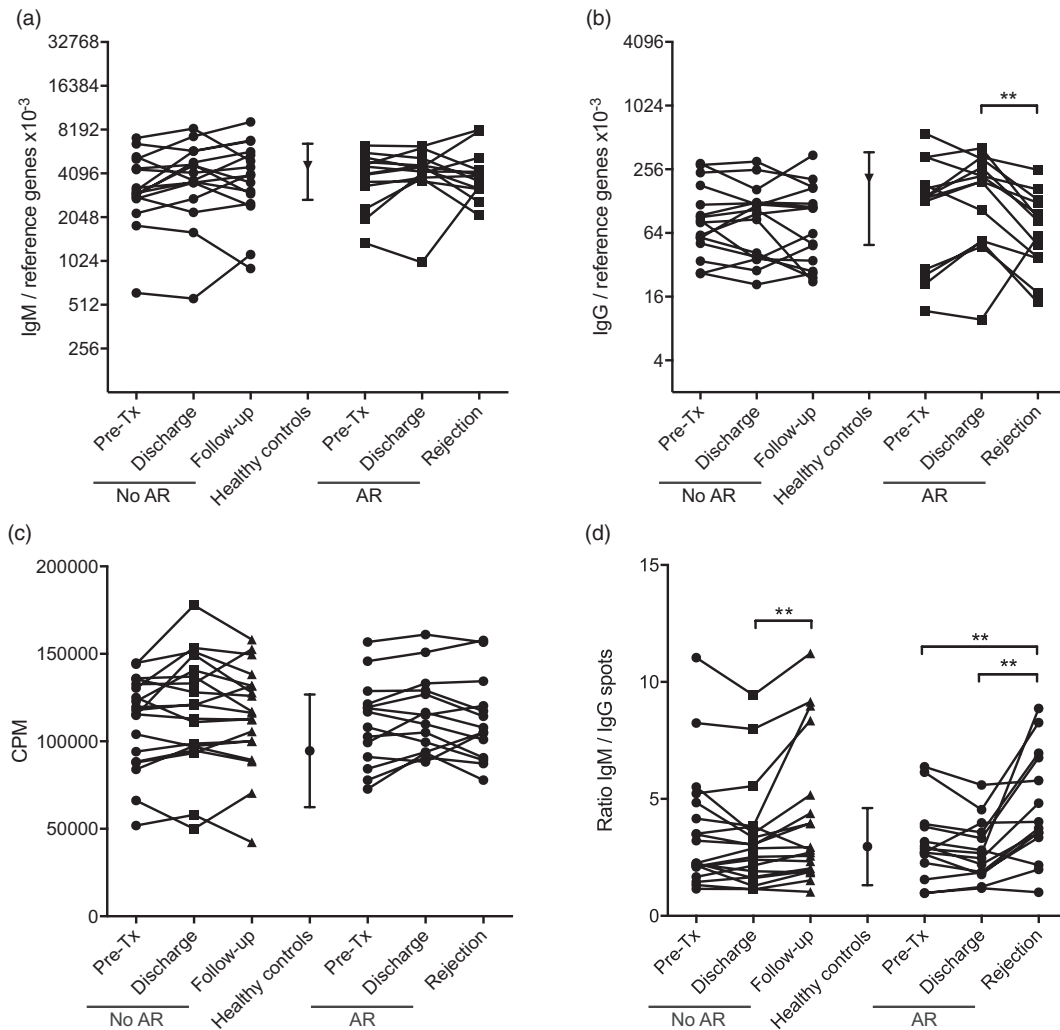 (a)
32768
16384
8192
4096
2048
1024
512
256
IgM / reference genes x10-3
Pre-Tx
Discharge
Follow-up
Healthy controls
Pre-Tx
Discharge
Rejection
No AR
AR
(b)
4096
1024
256
64
16
4
IgG / reference genes x10-3
**
Pre-Tx
Discharge
Follow-up
Healthy controls
Pre-Tx
Discharge
Rejection
No AR
AR
(c)
200000
150000
100000
50000
0
CPM
Pre-Tx
Discharge
Follow-up
Healthy controls
Pre-Tx
Discharge
Rejection
No AR
AR
(d)
15
10
5
0
Ratio IgM / IgG spots
**
**
**
Pre-Tx
Discharge
Follow-up
Healthy controls
Pre-Tx
Discharge
Rejection
No AR
AR